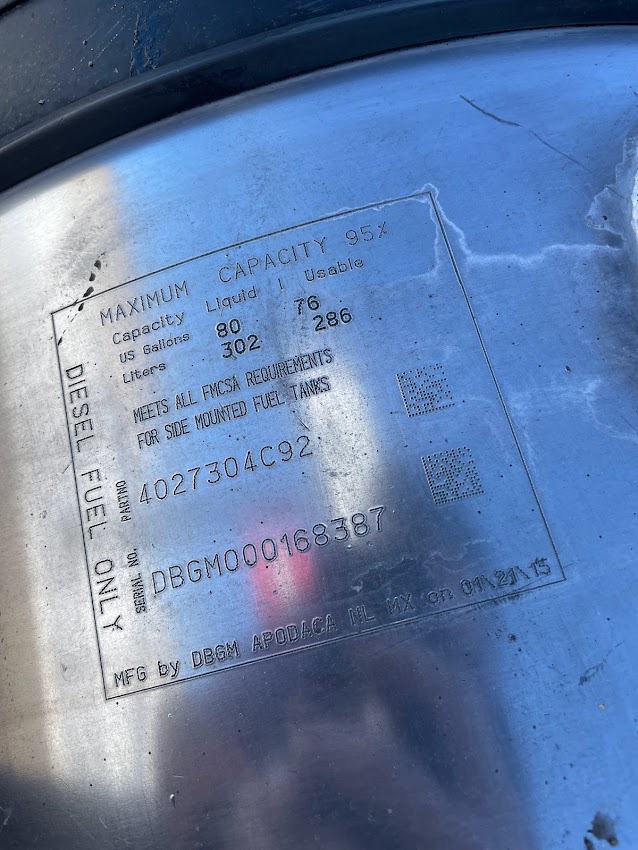 MAXIMUM CAPACITY 95%
Capacity Liquid | Usable
US Gallons 80 76
Liters 302 286
MEETS ALL FMCSA REQUIREMENTS
FOR SIDE MOUNTED FUEL TANKS
PARTNO 4027304C92
SERIAL NO. DBGM000168387
MFG by DBGM APODACA NL MX on 01\21\15
DIESEL FUEL ONLY